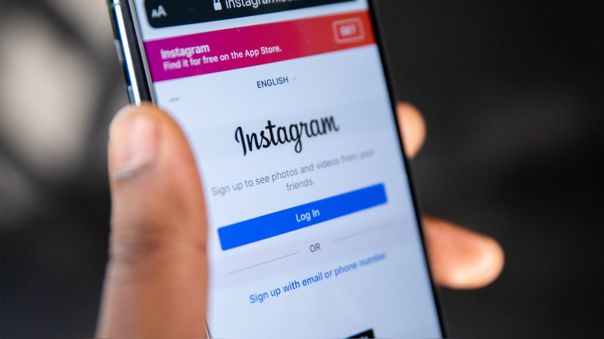 AA instagram.
Instagram
Find it for free on the App Store.
GET
ENGLISH
Instagram
Sign up to see photos and videos from your
friends.
Log In
OR
Sign up with email or phone number